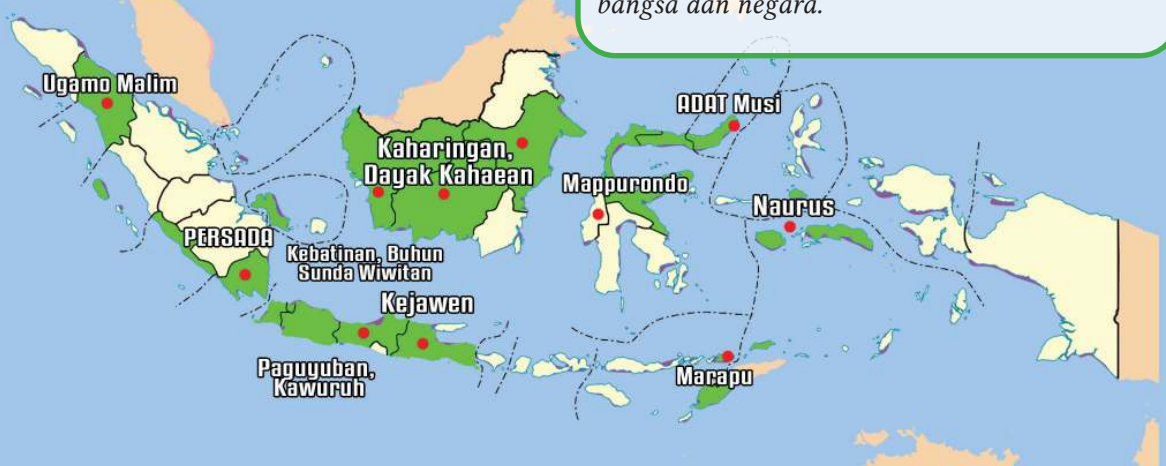 bangsa dan negara.
Ugamo Malim
ADAT Musi
Kaharingan,
Dayak Kahaean
Mappurondo
Naurus
PERSADA
Kebatinan, Buhun
Sunda Wiwitan
Kejawen
Paguyuban,
Kawuruh
Marapu